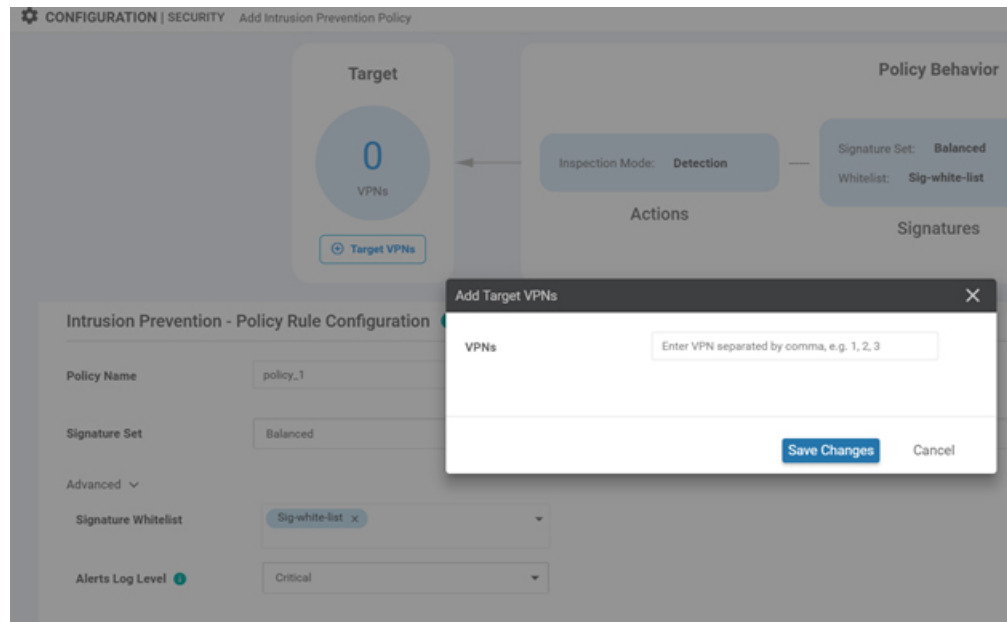 CONFIGURATION | SECURITY Add Intrusion Prevention Policy
Target
Policy Behavior
0
VPNs
Target VPNs
Inspection Mode: Detection
Actions
Signature Set: Balanced
Whitelist: Sig-white-list
Signatures
Add Target VPNs
VPNs
Enter VPN separated by comma, e.g. 1, 2, 3
Save Changes
Cancel
Intrusion Prevention - Policy Rule Configuration
Policy Name
policy_1
Signature Set
Balanced
Advanced
Signature Whitelist
Sig-white-list x
Alerts Log Level
Critical